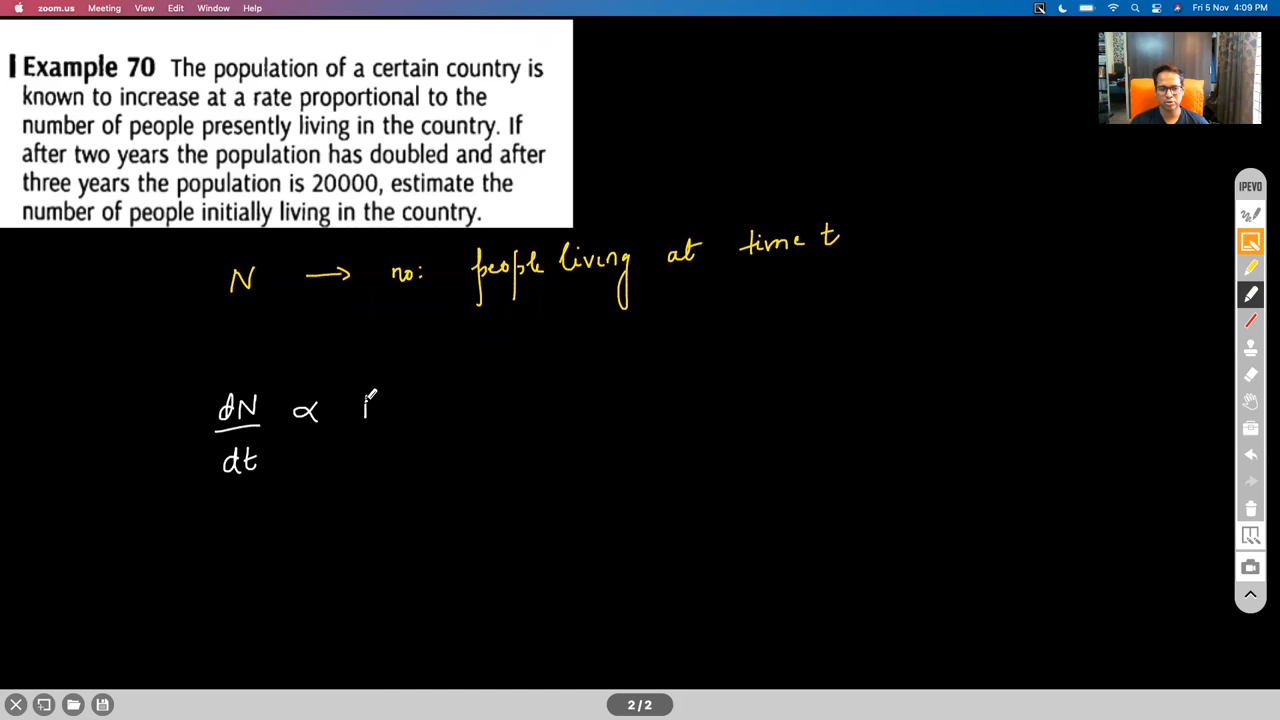 zoom.us Meeting View Edit Window Help Fri 5 Nov 4:09 PM
Example 70 The population of a certain country is
known to increase at a rate proportional to the
number of people presently living in the country. If
after two years the population has doubled and after
three years the population is 20000, estimate the
number of people initially living in the country.
IPEVO
N → no: people living at time t
dN ∝
dt
2 / 2